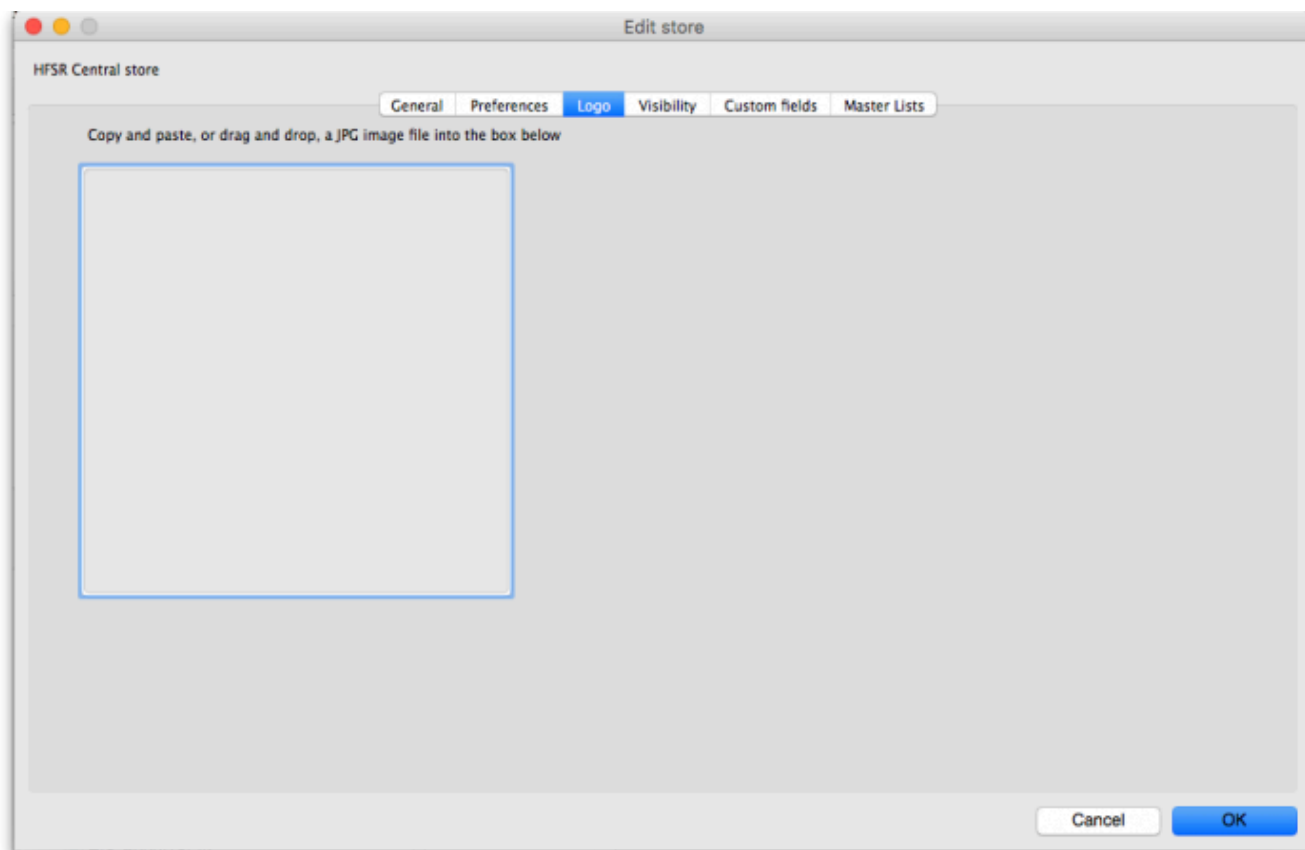 Edit store
HFSR Central store
General Preferences Logo Visibility Custom fields Master Lists
Copy and paste, or drag and drop, a JPG image file into the box below
Cancel OK